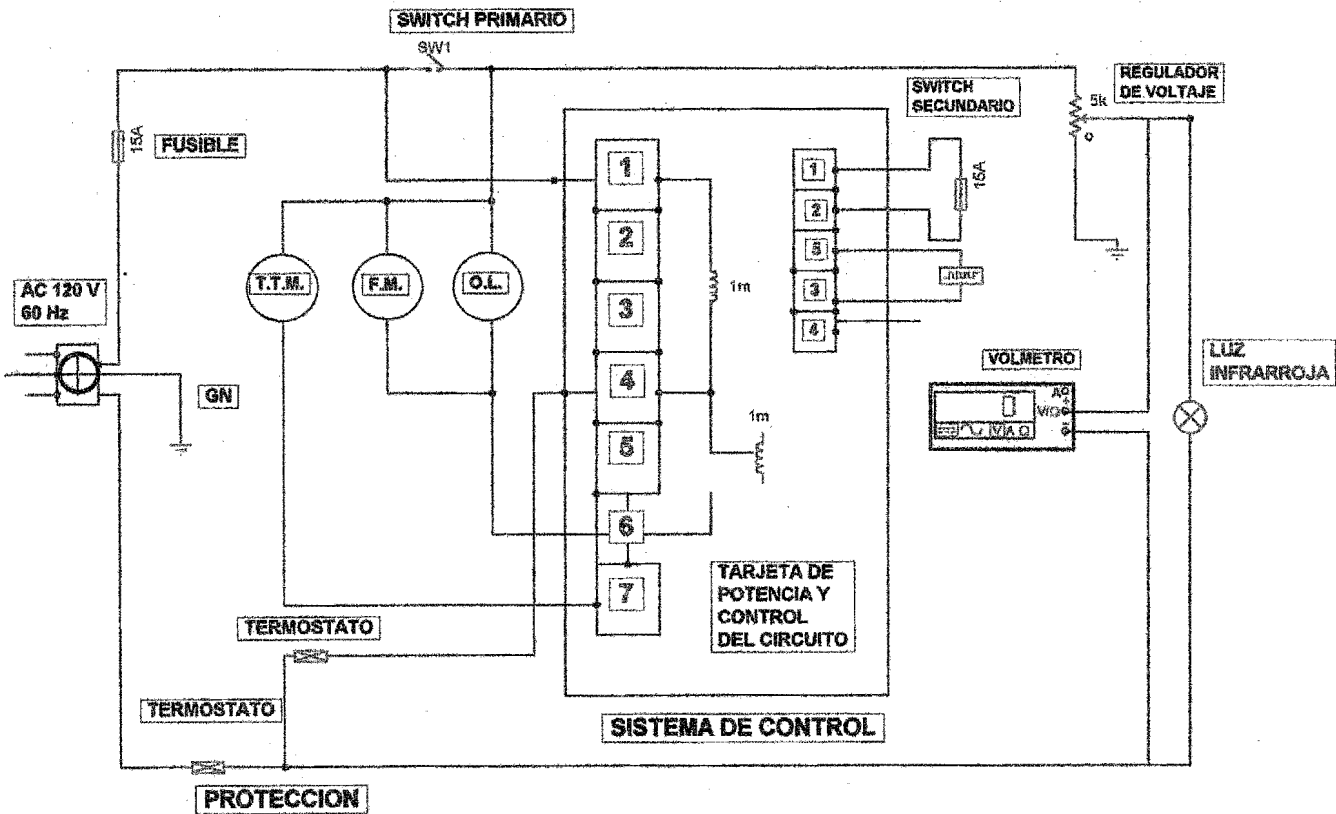 SWITCH PRIMARIO
SW1
15A
FUSIBLE
AC 120 V
60 Hz
GN
T.T.M.
F.M.
O.L.
1
2
3
4
5
6
7
1m
1m
TARJETA DE
POTENCIA Y
CONTROL
DEL CIRCUITO
SISTEMA DE CONTROL
SWITCH
SECUNDARIO
1
2
5
3
4
15A
5k
REGULADOR
DE VOLTAJE
VOLMETRO
A
V/Ω
V A Ω
LUZ
INFRARROJA
TERMOSTATO
TERMOSTATO
PROTECCION